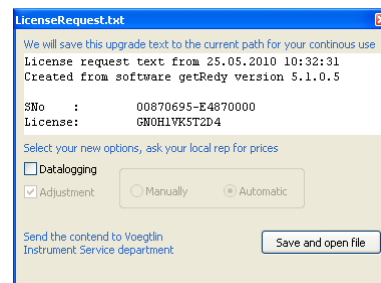 LicenseRequest.txt
We will save this upgrade text to the current path for your continous use
License request text from 25.05.2010 10:32:31
Created from software getRedy version 5.1.0.5
SNo : 00870695-E4870000
License: GN0H1VK5T2D4
Select your new options, ask your local rep for prices
Datalogging
Adjustment Manually Automatic
Send the contend to Voegtlin
Instrument Service department
Save and open file